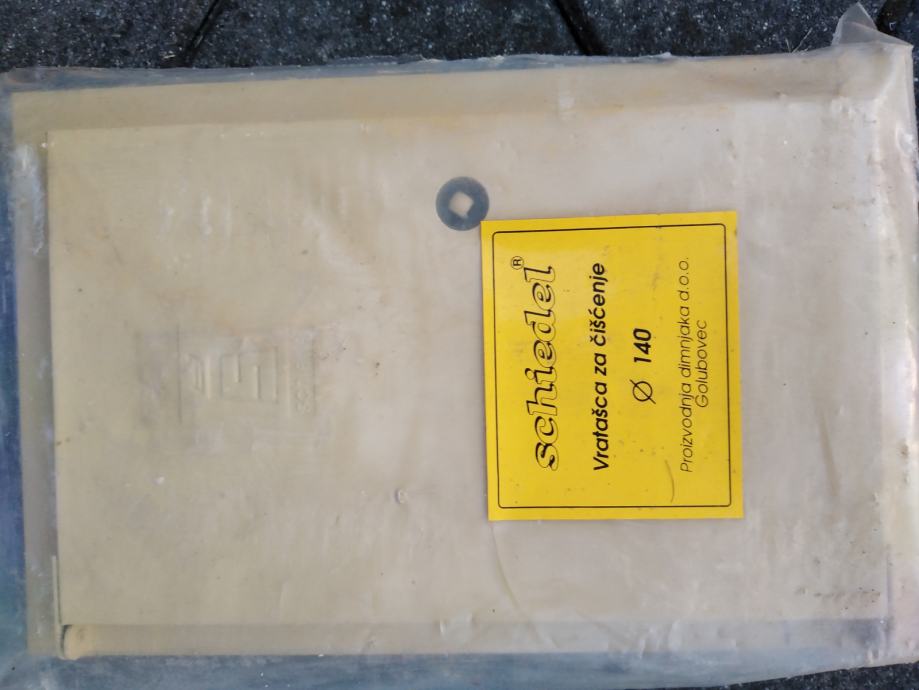 schiedel®
Vratašca za čišćenje
Ø 140
Proizvodnja dimnjaka d.o.o.
Golubovec